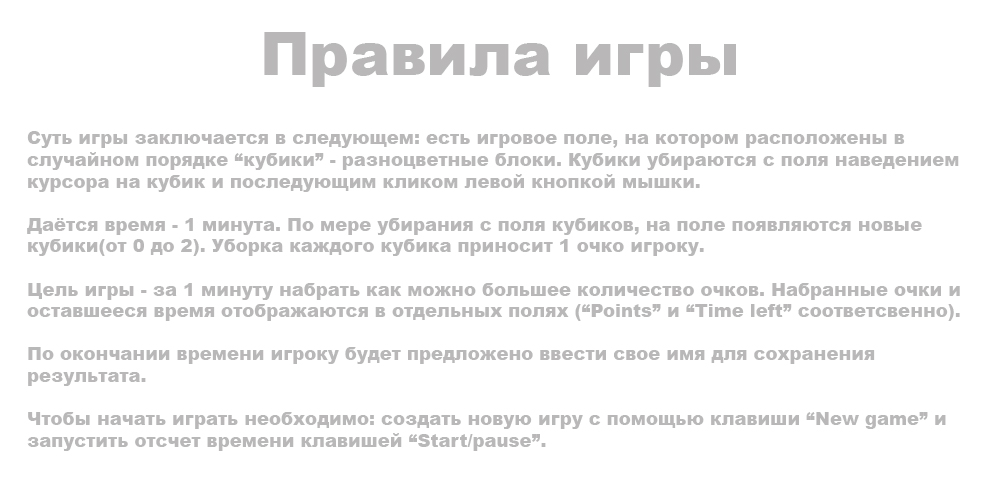 Правила игры
Суть игры заключается в следующем: есть игровое поле, на котором расположены в
случайном порядке “кубики” - разноцветные блоки. Кубики убираются с поля наведением
курсора на кубик и последующим кликом левой кнопкой мышки.
Даётся время - 1 минута. По мере убирания с поля кубиков, на поле появляются новые
кубики(от 0 до 2). Уборка каждого кубика приносит 1 очко игроку.
Цель игры - за 1 минуту набрать как можно большее количество очков. Набранные очки и
оставшееся время отображаются в отдельных полях (“Points” и “Time left” соответсвенно).
По окончании времени игроку будет предложено ввести свое имя для сохранения
результата.
Чтобы начать играть необходимо: создать новую игру с помощью клавиши “New game” и
запустить отсчет времени клавишей “Start/pause”.